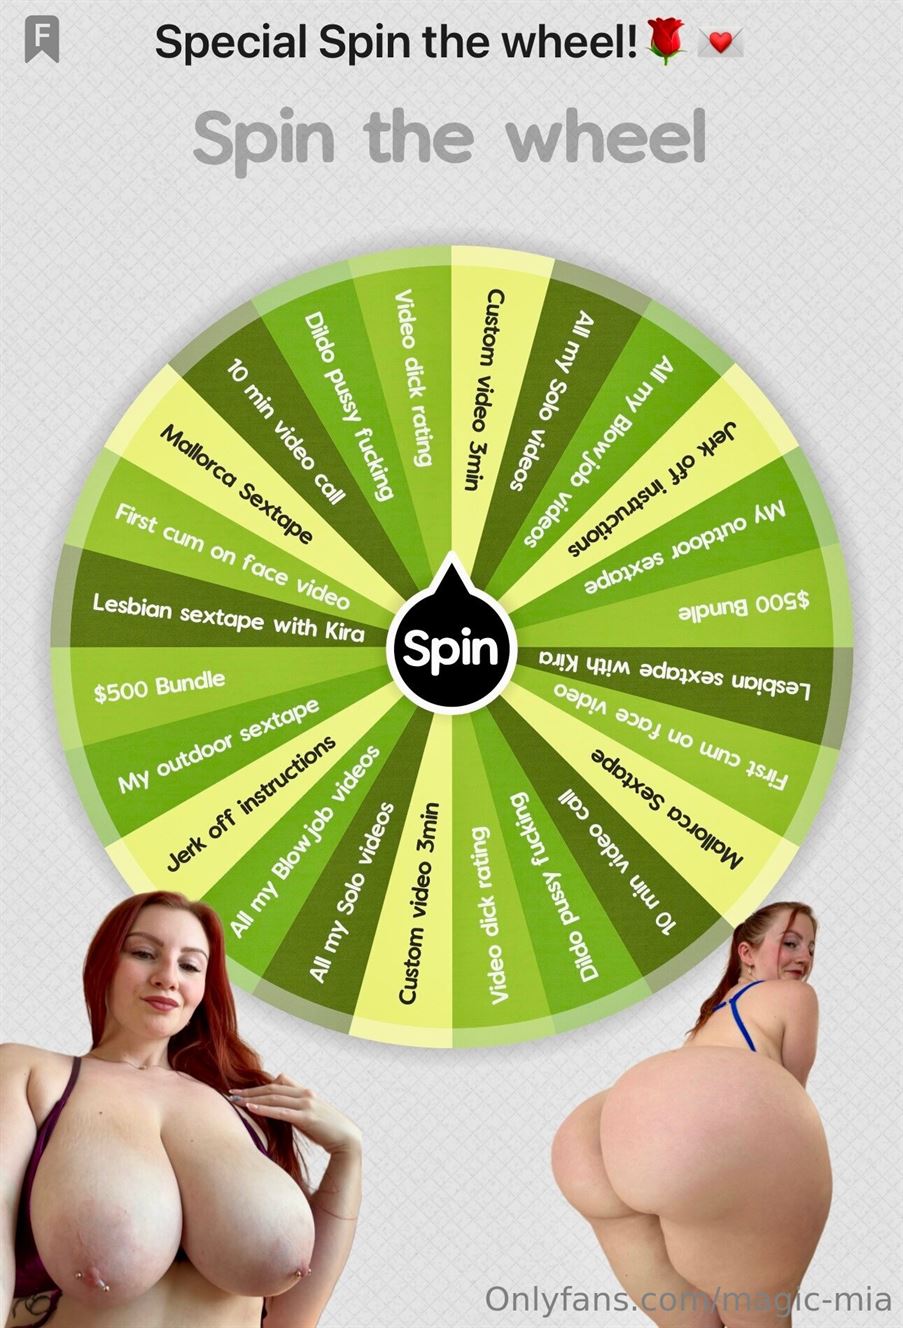 F
Special Spin the wheel!🌹💌
Spin the wheel
Custom video 3min
All my Solo videos
All my Blowjob videos
Jerk off instructions
My outdoor sextape
$500 Bundle
Lesbian sextape with Kira
First cum on face video
Mallorca Sextape
10 min video call
Dildo pussy fucking
Video dick rating
Custom video 3min
All my Solo videos
All my Blowjob videos
Jerk off instructions
My outdoor sextape
$500 Bundle
Lesbian sextape with Kira
First cum on face video
Mallorca Sextape
10 min video call
Dildo pussy fucking
Video dick rating
Spin
Onlyfans.com/magic-mia